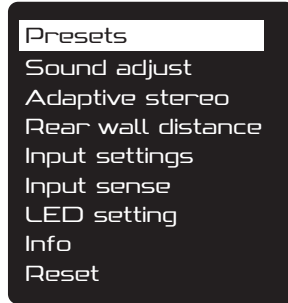 Presets
Sound adjust
Adaptive stereo
Rear wall distance
Input settings
Input sense
LED setting
Info
Reset